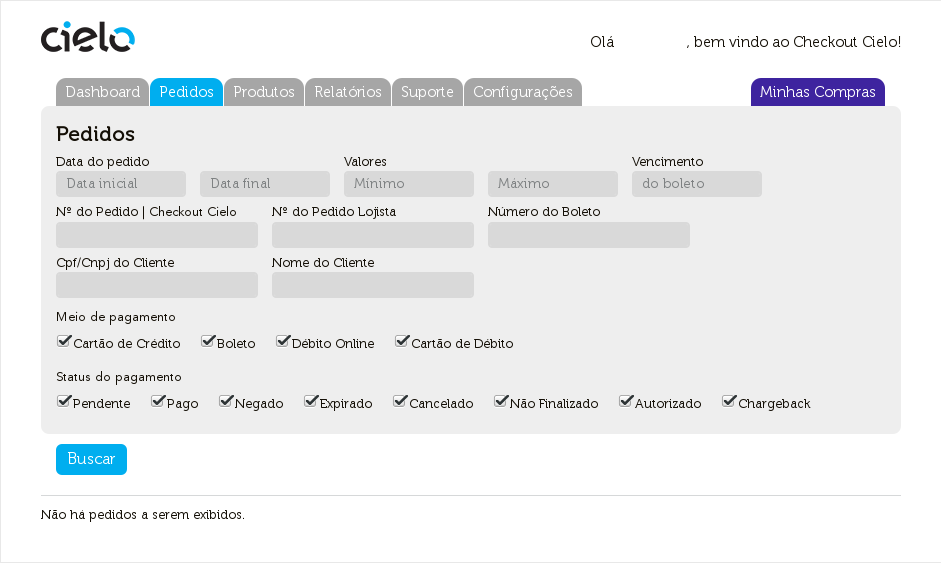 cielo
Olá , bem vindo ao Checkout Cielo!
Dashboard Pedidos Produtos Relatórios Suporte Configurações Minhas Compras
Pedidos
Data do pedido Valores Vencimento
Data inicial Data final Mínimo Máximo do boleto
Nº do Pedido | Checkout Cielo Nº do Pedido Lojista Número do Boleto
Cpf/Cnpj do Cliente Nome do Cliente
Meio de pagamento
Cartão de Crédito Boleto Débito Online Cartão de Débito
Status do pagamento
Pendente Pago Negado Expirado Cancelado Não Finalizado Autorizado Chargeback
Buscar
Não há pedidos a serem exibidos.